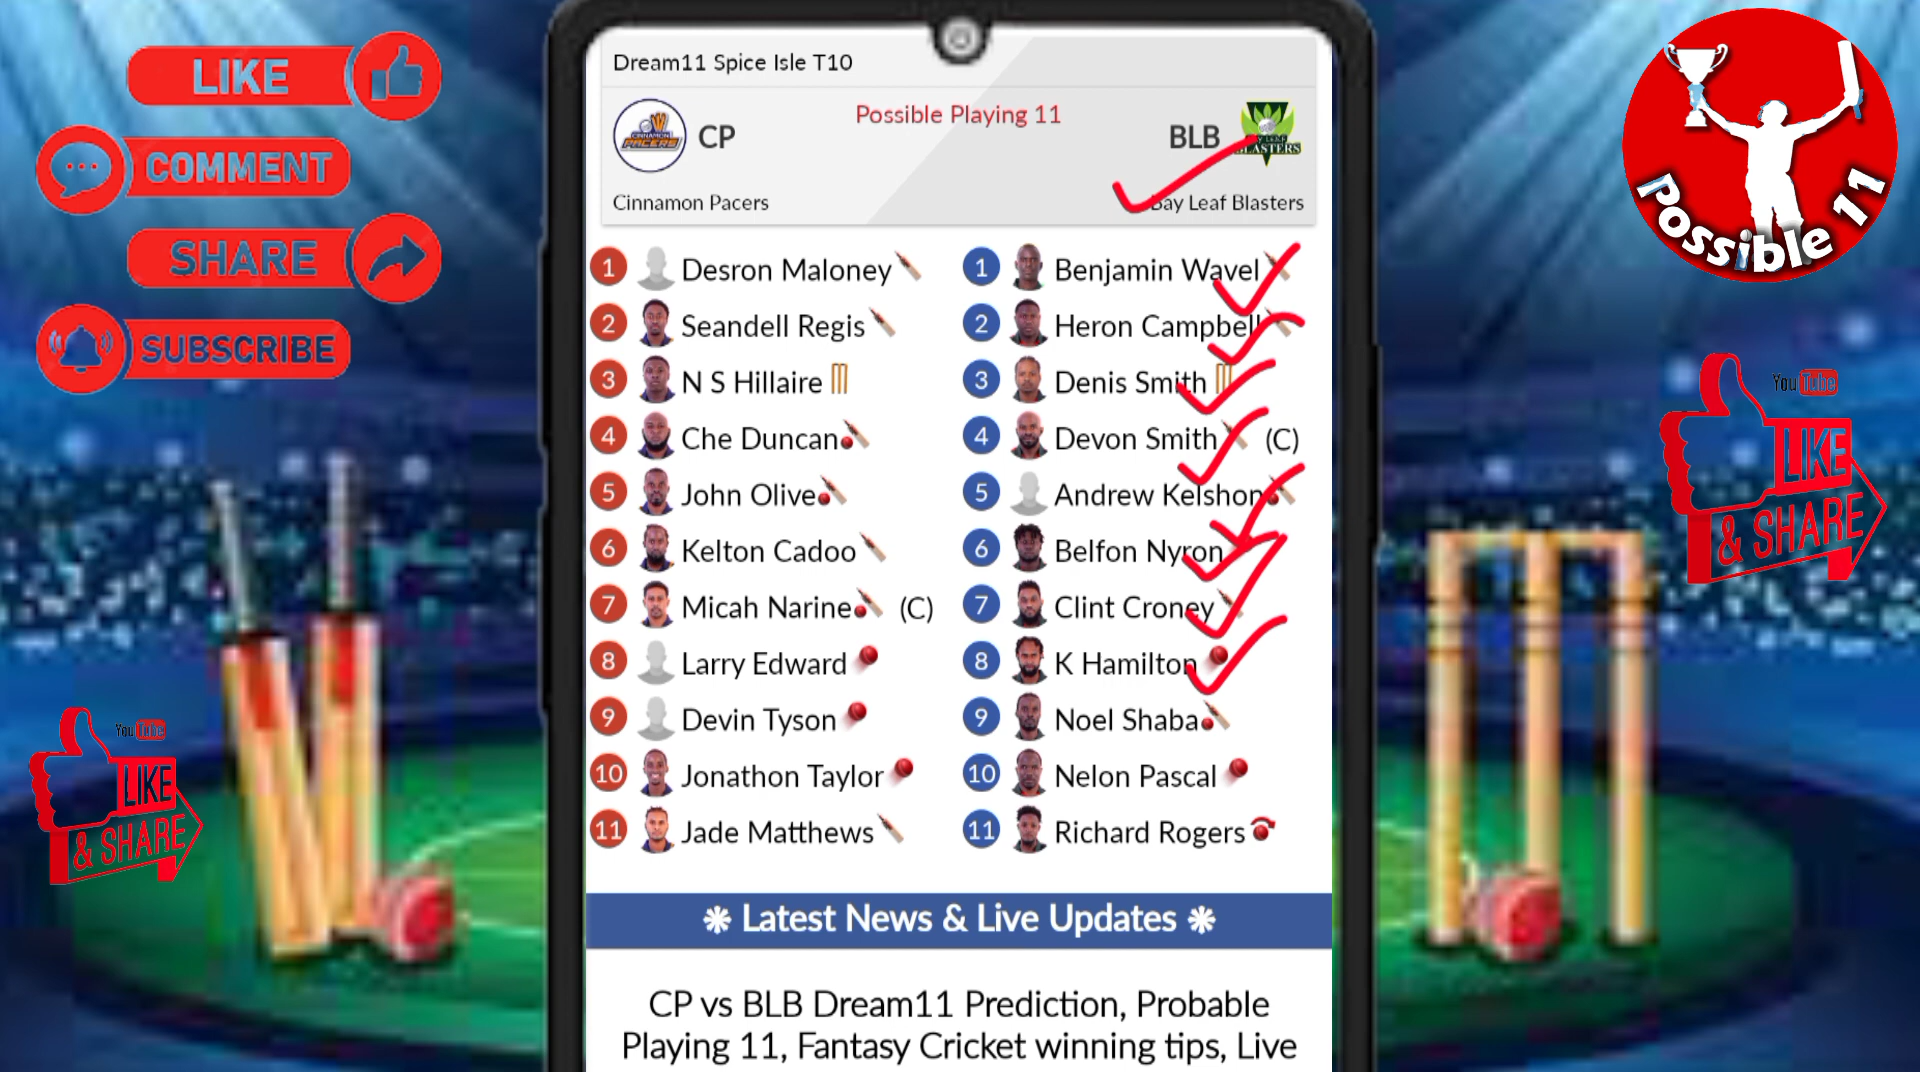 LIKE
COMMENT
SHARE
SUBSCRIBE
Dream11 Spice Isle T10
Possible Playing 11
CINNAMON
PACERS
CP
BLB
BLASTERS
Cinnamon Pacers
Bay Leaf Blasters
1 Desron Maloney
2 Seandell Regis
3 N S Hillaire
4 Che Duncan
5 John Olive
6 Kelton Cadoo
7 Micah Narine (C)
8 Larry Edward
9 Devin Tyson
10 Jonathon Taylor
11 Jade Matthews
1 Benjamin Wavel
2 Heron Campbell
3 Denis Smith
4 Devon Smith (C)
5 Andrew Kelshon
6 Belfon Nyron
7 Clint Croney
8 K Hamilton
9 Noel Shaba
10 Nelon Pascal
11 Richard Rogers
* Latest News & Live Updates *
CP vs BLB Dream11 Prediction, Probable
Playing 11, Fantasy Cricket winning tips, Live
Possible 11
YouTube
LIKE
& SHARE
YouTube
LIKE
& SHARE